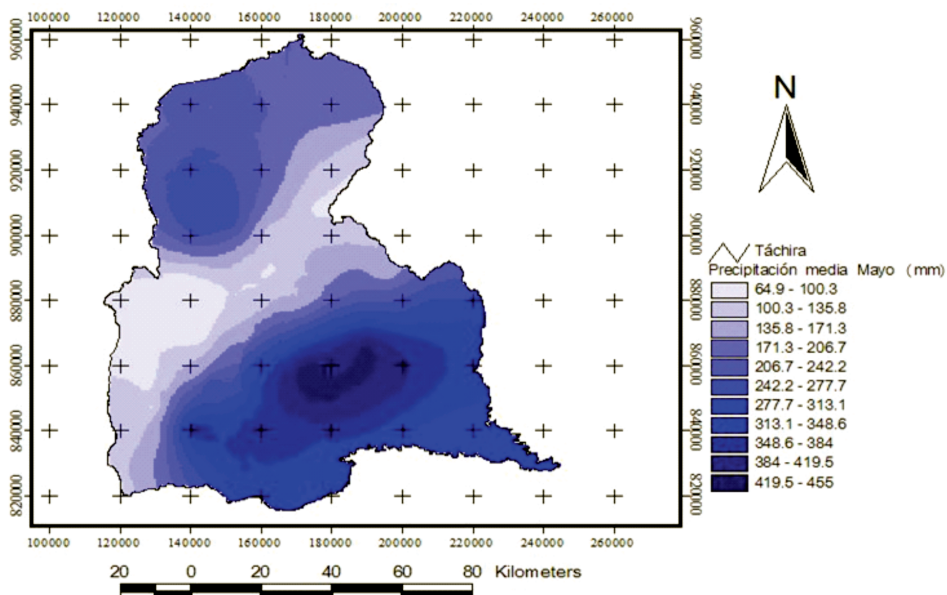 100000 120000 140000 160000 180000 200000 220000 240000 260000
960000 960000
940000 940000
920000 920000
900000 900000
880000 880000
860000 860000
840000 840000
820000 820000
100000 120000 140000 160000 180000 200000 220000 240000 260000
N
Táchira
Precipitación media Mayo (mm)
64.9 - 100.3
100.3 - 135.8
135.8 - 171.3
171.3 - 206.7
206.7 - 242.2
242.2 - 277.7
277.7 - 313.1
313.1 - 348.6
348.6 - 384
384 - 419.5
419.5 - 455
20 0 20 40 60 80 Kilometers